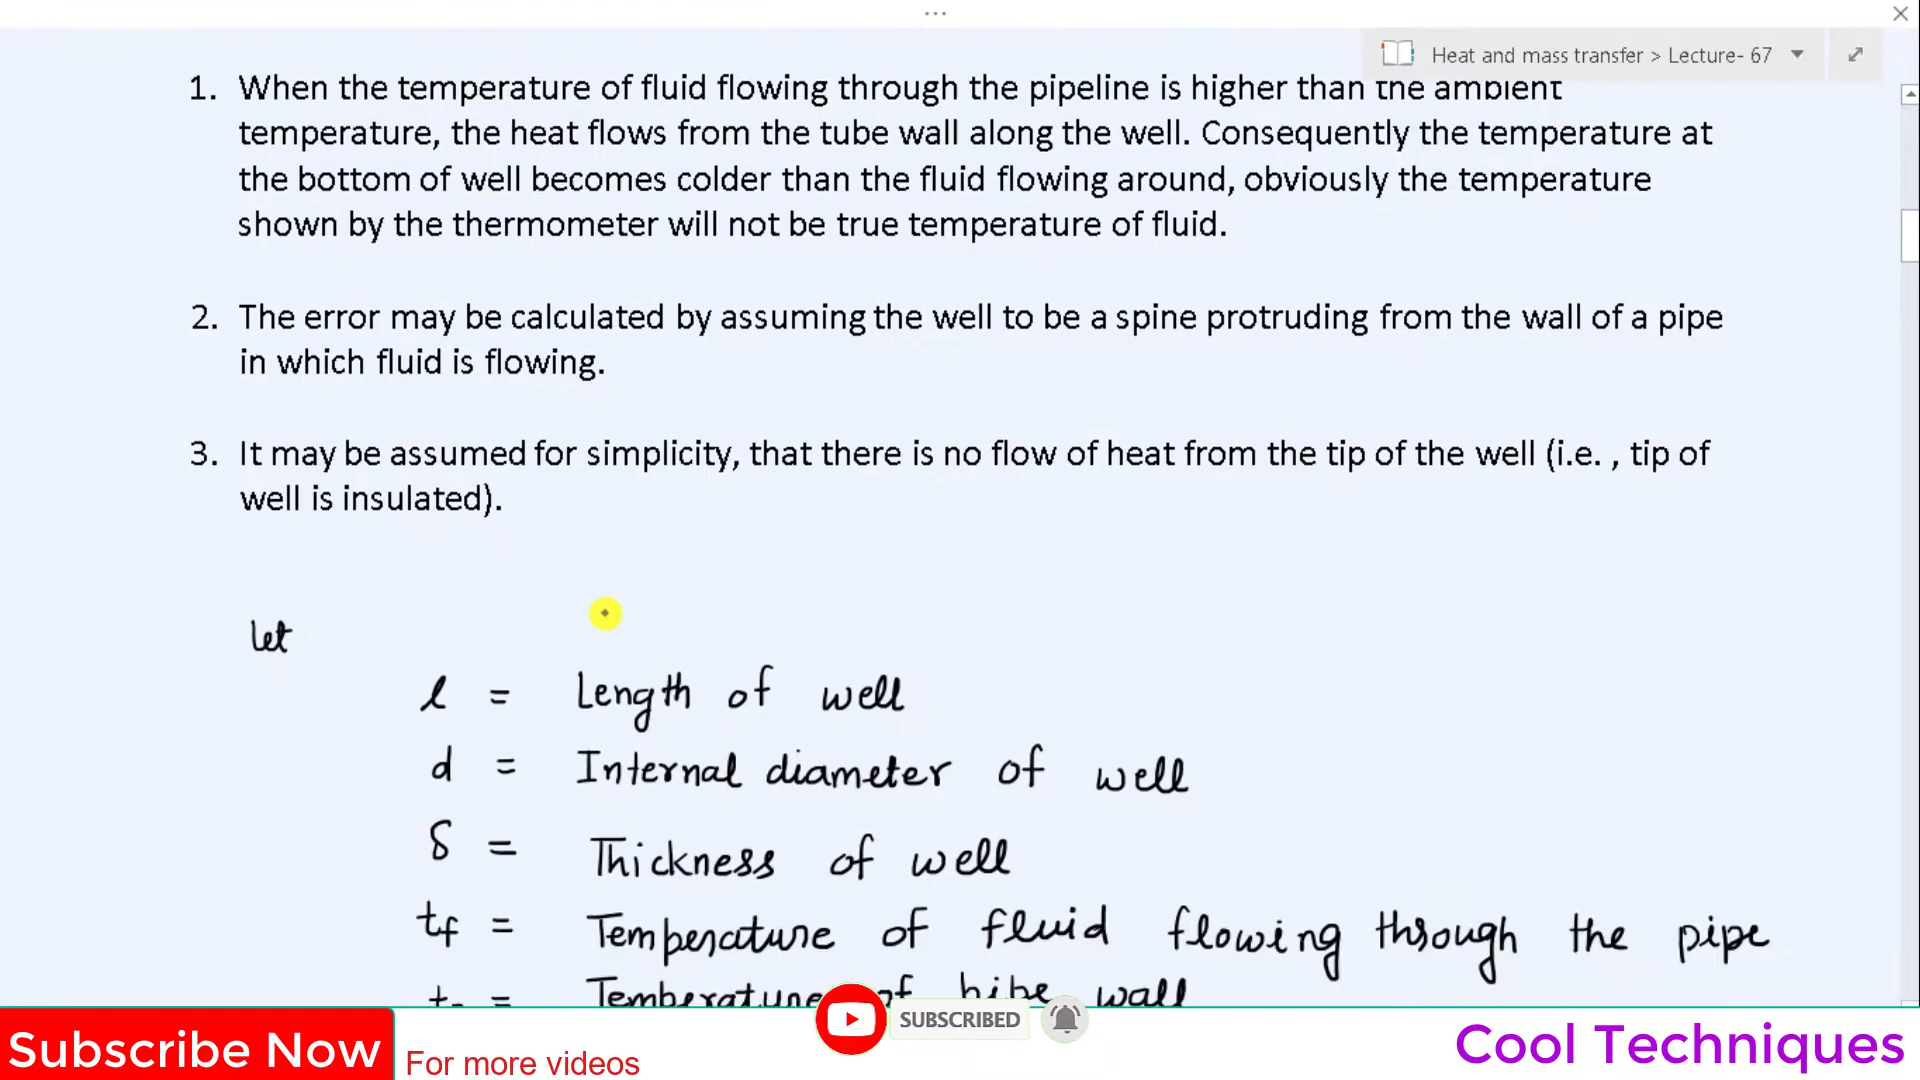 ...
Heat and mass transfer > Lecture- 67
1. When the temperature of fluid flowing through the pipeline is higher than the ambient
temperature, the heat flows from the tube wall along the well. Consequently the temperature at
the bottom of well becomes colder than the fluid flowing around, obviously the temperature
shown by the thermometer will not be true temperature of fluid.
2. The error may be calculated by assuming the well to be a spine protruding from the wall of a pipe
in which fluid is flowing.
3. It may be assumed for simplicity, that there is no flow of heat from the tip of the well (i.e. , tip of
well is insulated).
let
l = Length of well
d = Internal diameter of well
δ = Thickness of well
tf = Temperature of fluid flowing through the pipe
= Temperature of pipe wall
Subscribe Now
For more videos
SUBSCRIBED
Cool Techniques